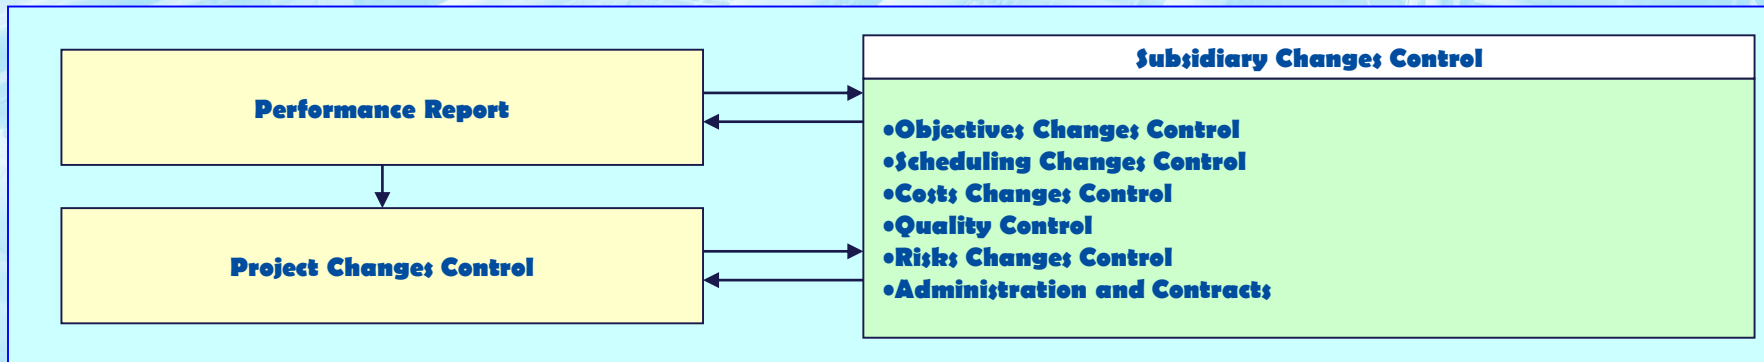 Performance Report
Project Changes Control
Subsidiary Changes Control
•Objectives Changes Control
•Scheduling Changes Control
•Costs Changes Control
•Quality Control
•Risks Changes Control
•Administration and Contracts